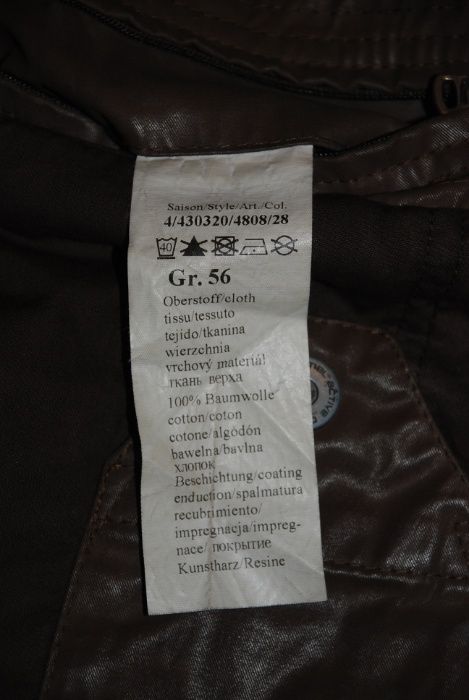 Saison/Style/Art./Col.
4/430320/4808/28
40
Gr. 56
Oberstoff/cloth
tissu/tessuto
tejido/tkanina
wierzchnia
vrchový materiál
ткань верха
100% Baumwolle
cotton/coton
cotone/algodón
bawelna/bavlna
хлопок
Beschichtung/coating
enduction/spalmatura
recubrimiento/
impregnacja/impreg-
nace/ покрытие
Kunstharz/Resine
ACTIVE